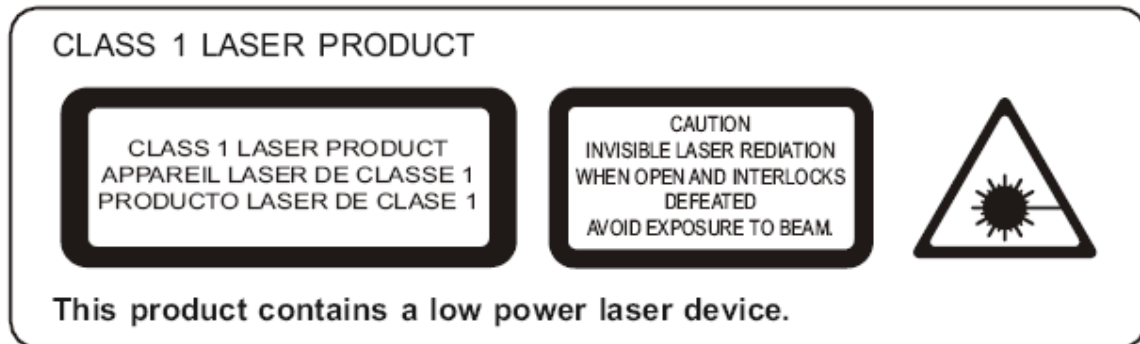 CLASS 1 LASER PRODUCT
CLASS 1 LASER PRODUCT
APPAREIL LASER DE CLASSE 1
PRODUCTO LASER DE CLASE 1
CAUTION
INVISIBLE LASER REDIATION
WHEN OPEN AND INTERLOCKS
DEFEATED
AVOID EXPOSURE TO BEAM.
This product contains a low power laser device.